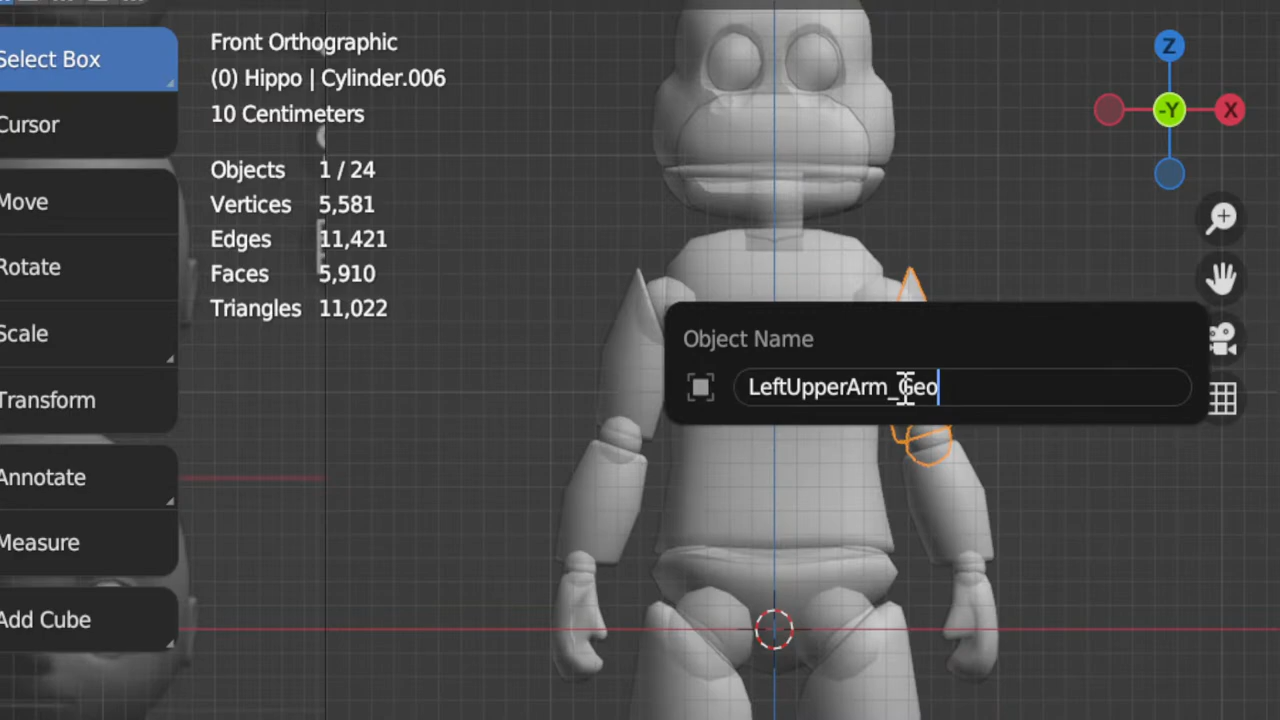 Select Box
Cursor
Move
Rotate
Scale
Transform
Annotate
Measure
Add Cube
Front Orthographic
(0) Hippo | Cylinder.006
10 Centimeters
Objects 1 / 24
Vertices 5,581
Edges 11,421
Faces 5,910
Triangles 11,022
Object Name
LeftUpperArm_Geo
Z
-Y
X